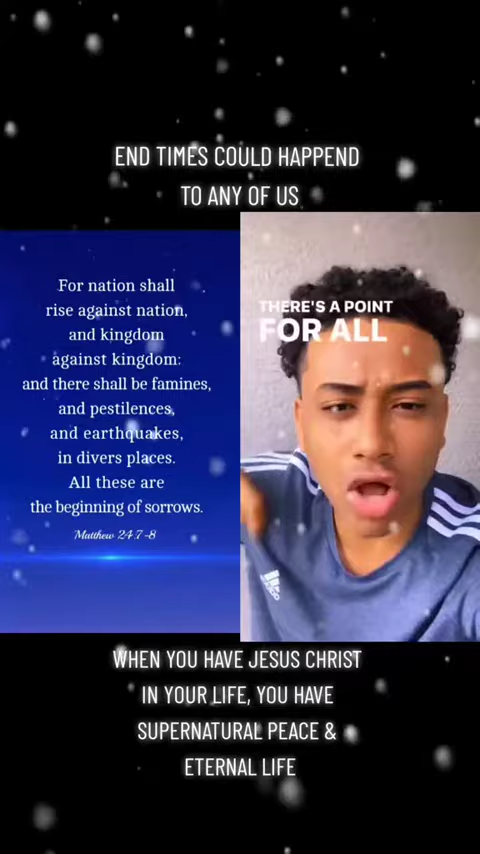 END TIMES COULD HAPPEND
TO ANY OF US
For nation shall
rise against nation,
and kingdom
against kingdom:
and there shall be famines,
and pestilences,
and earthquakes,
in divers places.
All these are
the beginning of sorrows.
Matthew 24:7-8
THERE'S A POINT
FOR ALL
adidas
WHEN YOU HAVE JESUS CHRIST
IN YOUR LIFE, YOU HAVE
SUPERNATURAL PEACE &
ETERNAL LIFE